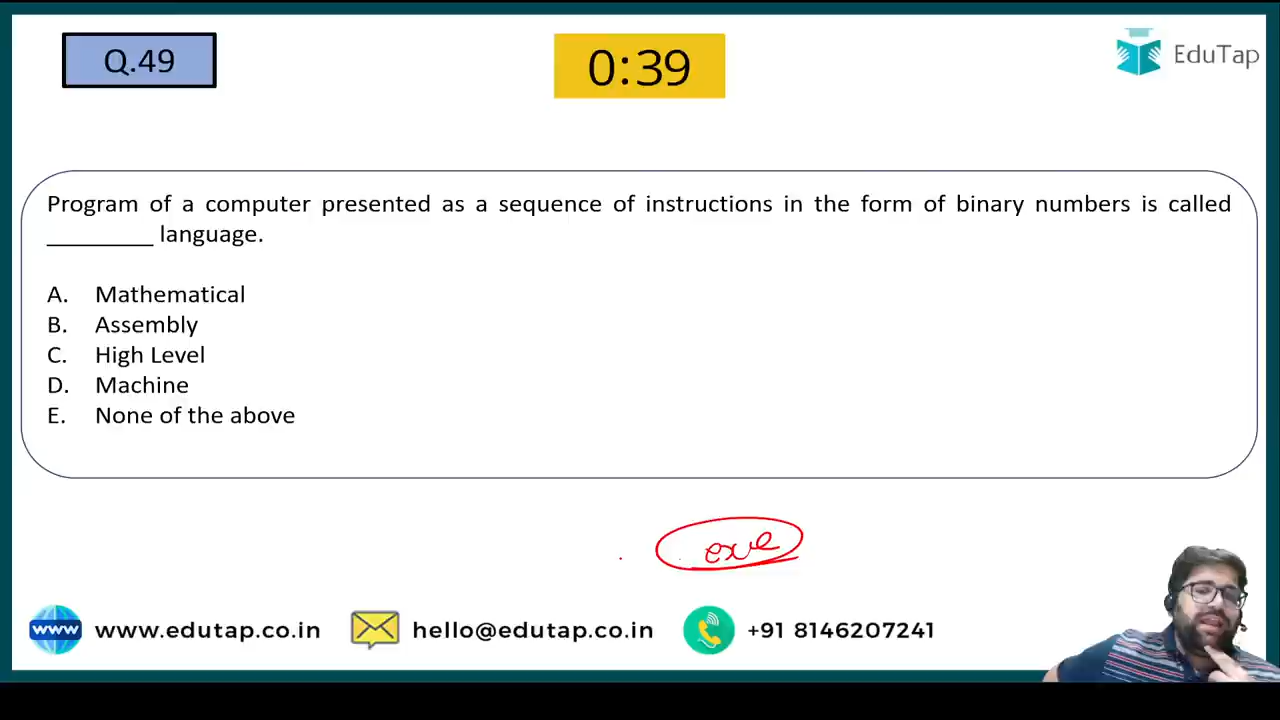 Q.49
0:39
EduTap
Program of a computer presented as a sequence of instructions in the form of binary numbers is called
_________ language.
A. Mathematical
B. Assembly
C. High Level
D. Machine
E. None of the above
exe
www
www.edutap.co.in
hello@edutap.co.in
+91 8146207241